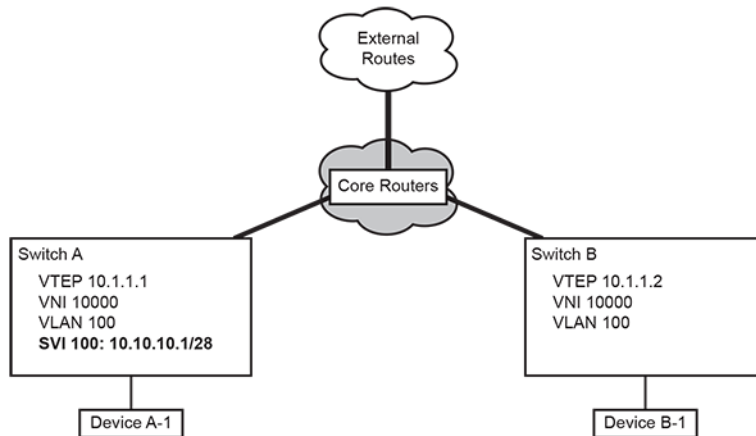 External
Routes
Core Routers
Switch A
VTEP 10.1.1.1
VNI 10000
VLAN 100
SVI 100: 10.10.10.1/28
Device A-1
Switch B
VTEP 10.1.1.2
VNI 10000
VLAN 100
Device B-1